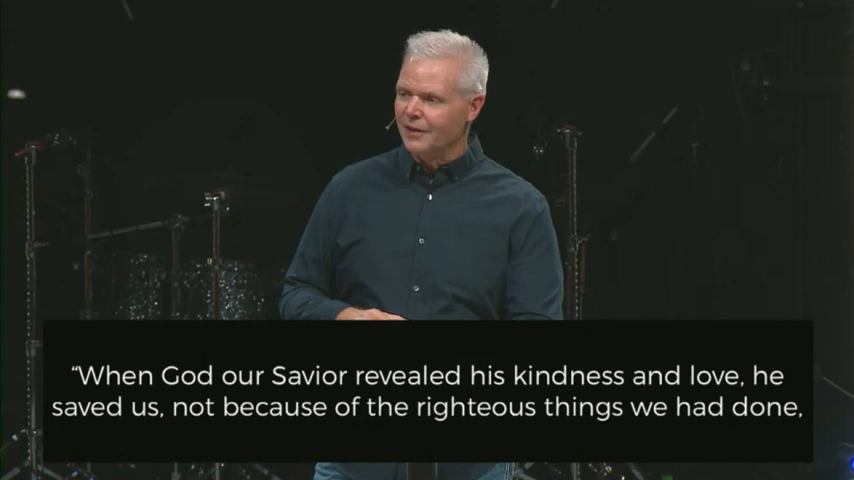 “When God our Savior revealed his kindness and love, he
saved us, not because of the righteous things we had done,